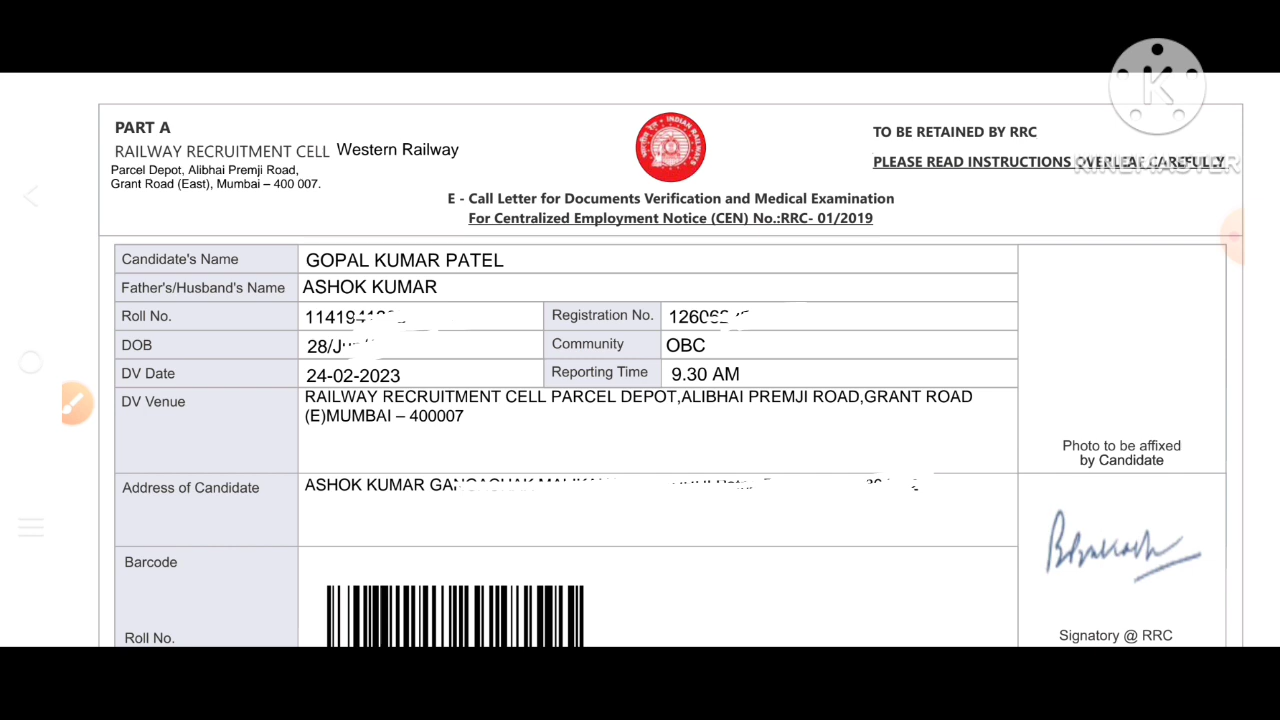 PART A
RAILWAY RECRUITMENT CELL Western Railway
Parcel Depot, Alibhai Premji Road,
Grant Road (East), Mumbai – 400 007.
INDIAN RAILWAYS
TO BE RETAINED BY RRC
PLEASE READ INSTRUCTIONS OVERLEAF CAREFULLY
K
KINEMASTER
E - Call Letter for Documents Verification and Medical Examination
For Centralized Employment Notice (CEN) No.:RRC- 01/2019
Candidate's Name GOPAL KUMAR PATEL
Father's/Husband's Name ASHOK KUMAR
Roll No. Registration No.
DOB Community OBC
DV Date 24-02-2023 Reporting Time 9.30 AM
DV Venue RAILWAY RECRUITMENT CELL PARCEL DEPOT,ALIBHAI PREMJI ROAD,GRANT ROAD
(E)MUMBAI – 400007
Photo to be affixed
by Candidate
Address of Candidate ASHOK KUMAR
Barcode
Roll No.
Signatory @ RRC